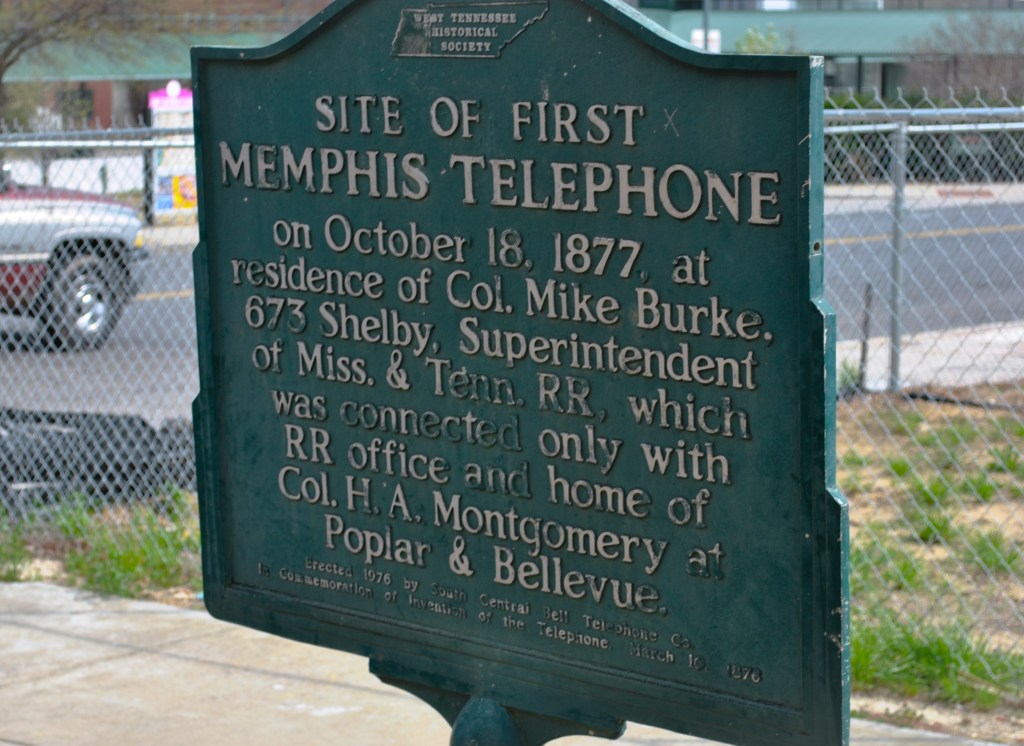 WEST TENNESSEE
HISTORICAL
SOCIETY
SITE OF FIRST
MEMPHIS TELEPHONE
on October 18, 1877, at
residence of Col. Mike Burke,
673 Shelby, Superintendent
of Miss. & Tenn. RR, which
was connected only with
RR office and home of
Col. H. A. Montgomery at
Poplar & Bellevue.
Erected 1976 by South Central Bell Telephone Co.
In Commemoration of Invention of the Telephone, March 10, 1876